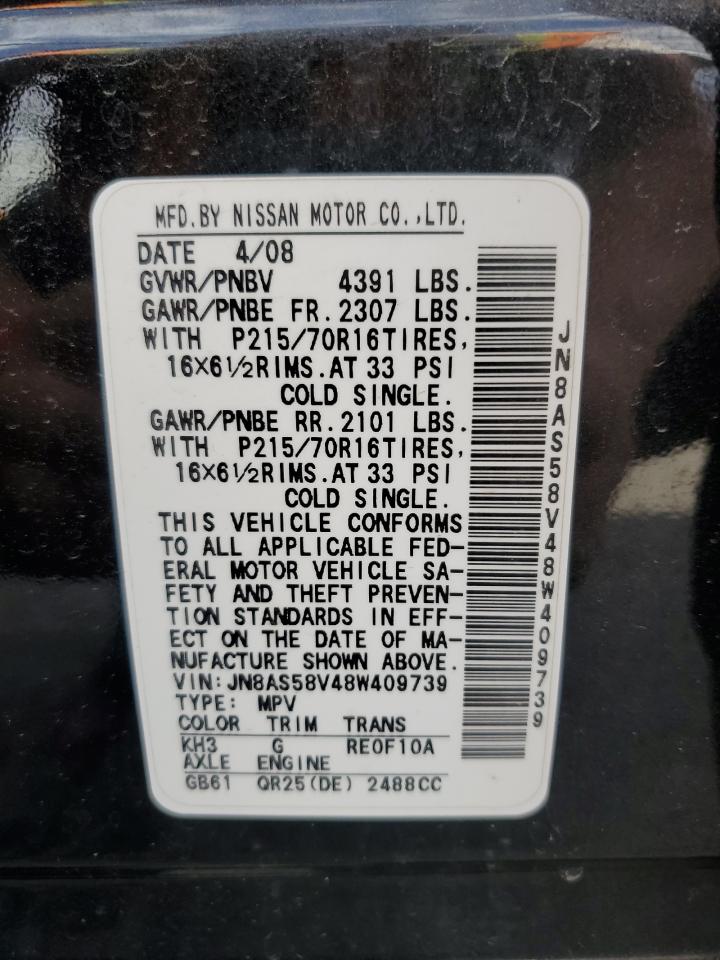 MFD.BY NISSAN MOTOR CO.,LTD.
DATE 4/08
GVWR/PNBV 4391 LBS.
GAWR/PNBE FR.2307 LBS.
WITH P215/70R16TIRES,
16X6½RIMS.AT 33 PSI
COLD SINGLE.
GAWR/PNBE RR.2101 LBS.
WITH P215/70R16TIRES,
16X6½RIMS.AT 33 PSI
COLD SINGLE.
THIS VEHICLE CONFORMS
TO ALL APPLICABLE FED-
ERAL MOTOR VEHICLE SA-
FETY AND THEFT PREVEN-
TION STANDARDS IN EFF-
ECT ON THE DATE OF MA-
NUFACTURE SHOWN ABOVE.
VIN:JN8AS58V48W409739
TYPE: MPV
COLOR TRIM TRANS
KH3 G RE0F10A
AXLE ENGINE
GB61 QR25(DE) 2488CC
JN8AS58V48W409739